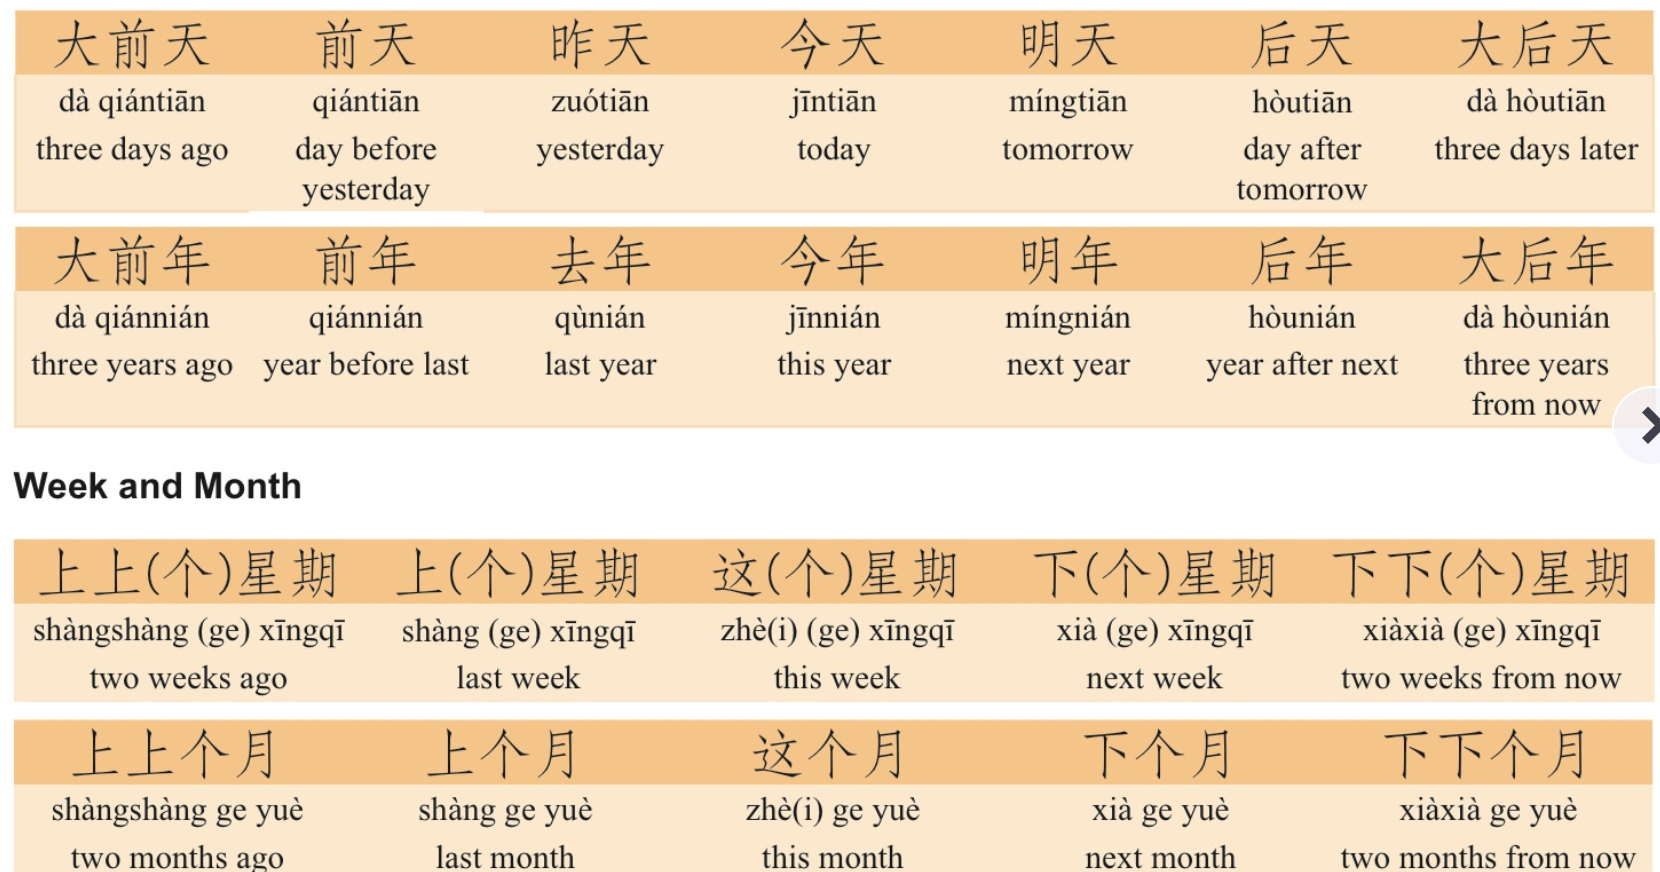 大前天 前天 昨天 今天 明天 后天 大后天
dà qiántiān qiántiān zuótiān jīntiān míngtiān hòutiān dà hòutiān
three days ago day before yesterday today tomorrow day after three days later
yesterday tomorrow
大前年 前年 去年 今年 明年 后年 大后年
dà qiánnián qiánnián qùnián jīnnián míngnián hòunián dà hòunián
three years ago year before last last year this year next year year after next three years
from now
Week and Month
上上(个)星期 上(个)星期 这(个)星期 下(个)星期 下下(个)星期
shàngshàng (ge) xīngqī shàng (ge) xīngqī zhè(i) (ge) xīngqī xià (ge) xīngqī xiàxià (ge) xīngqī
two weeks ago last week this week next week two weeks from now
上上个月 上个月 这个月 下个月 下下个月
shàngshàng ge yuè shàng ge yuè zhè(i) ge yuè xià ge yuè xiàxià ge yuè
two months ago last month this month next month two months from now